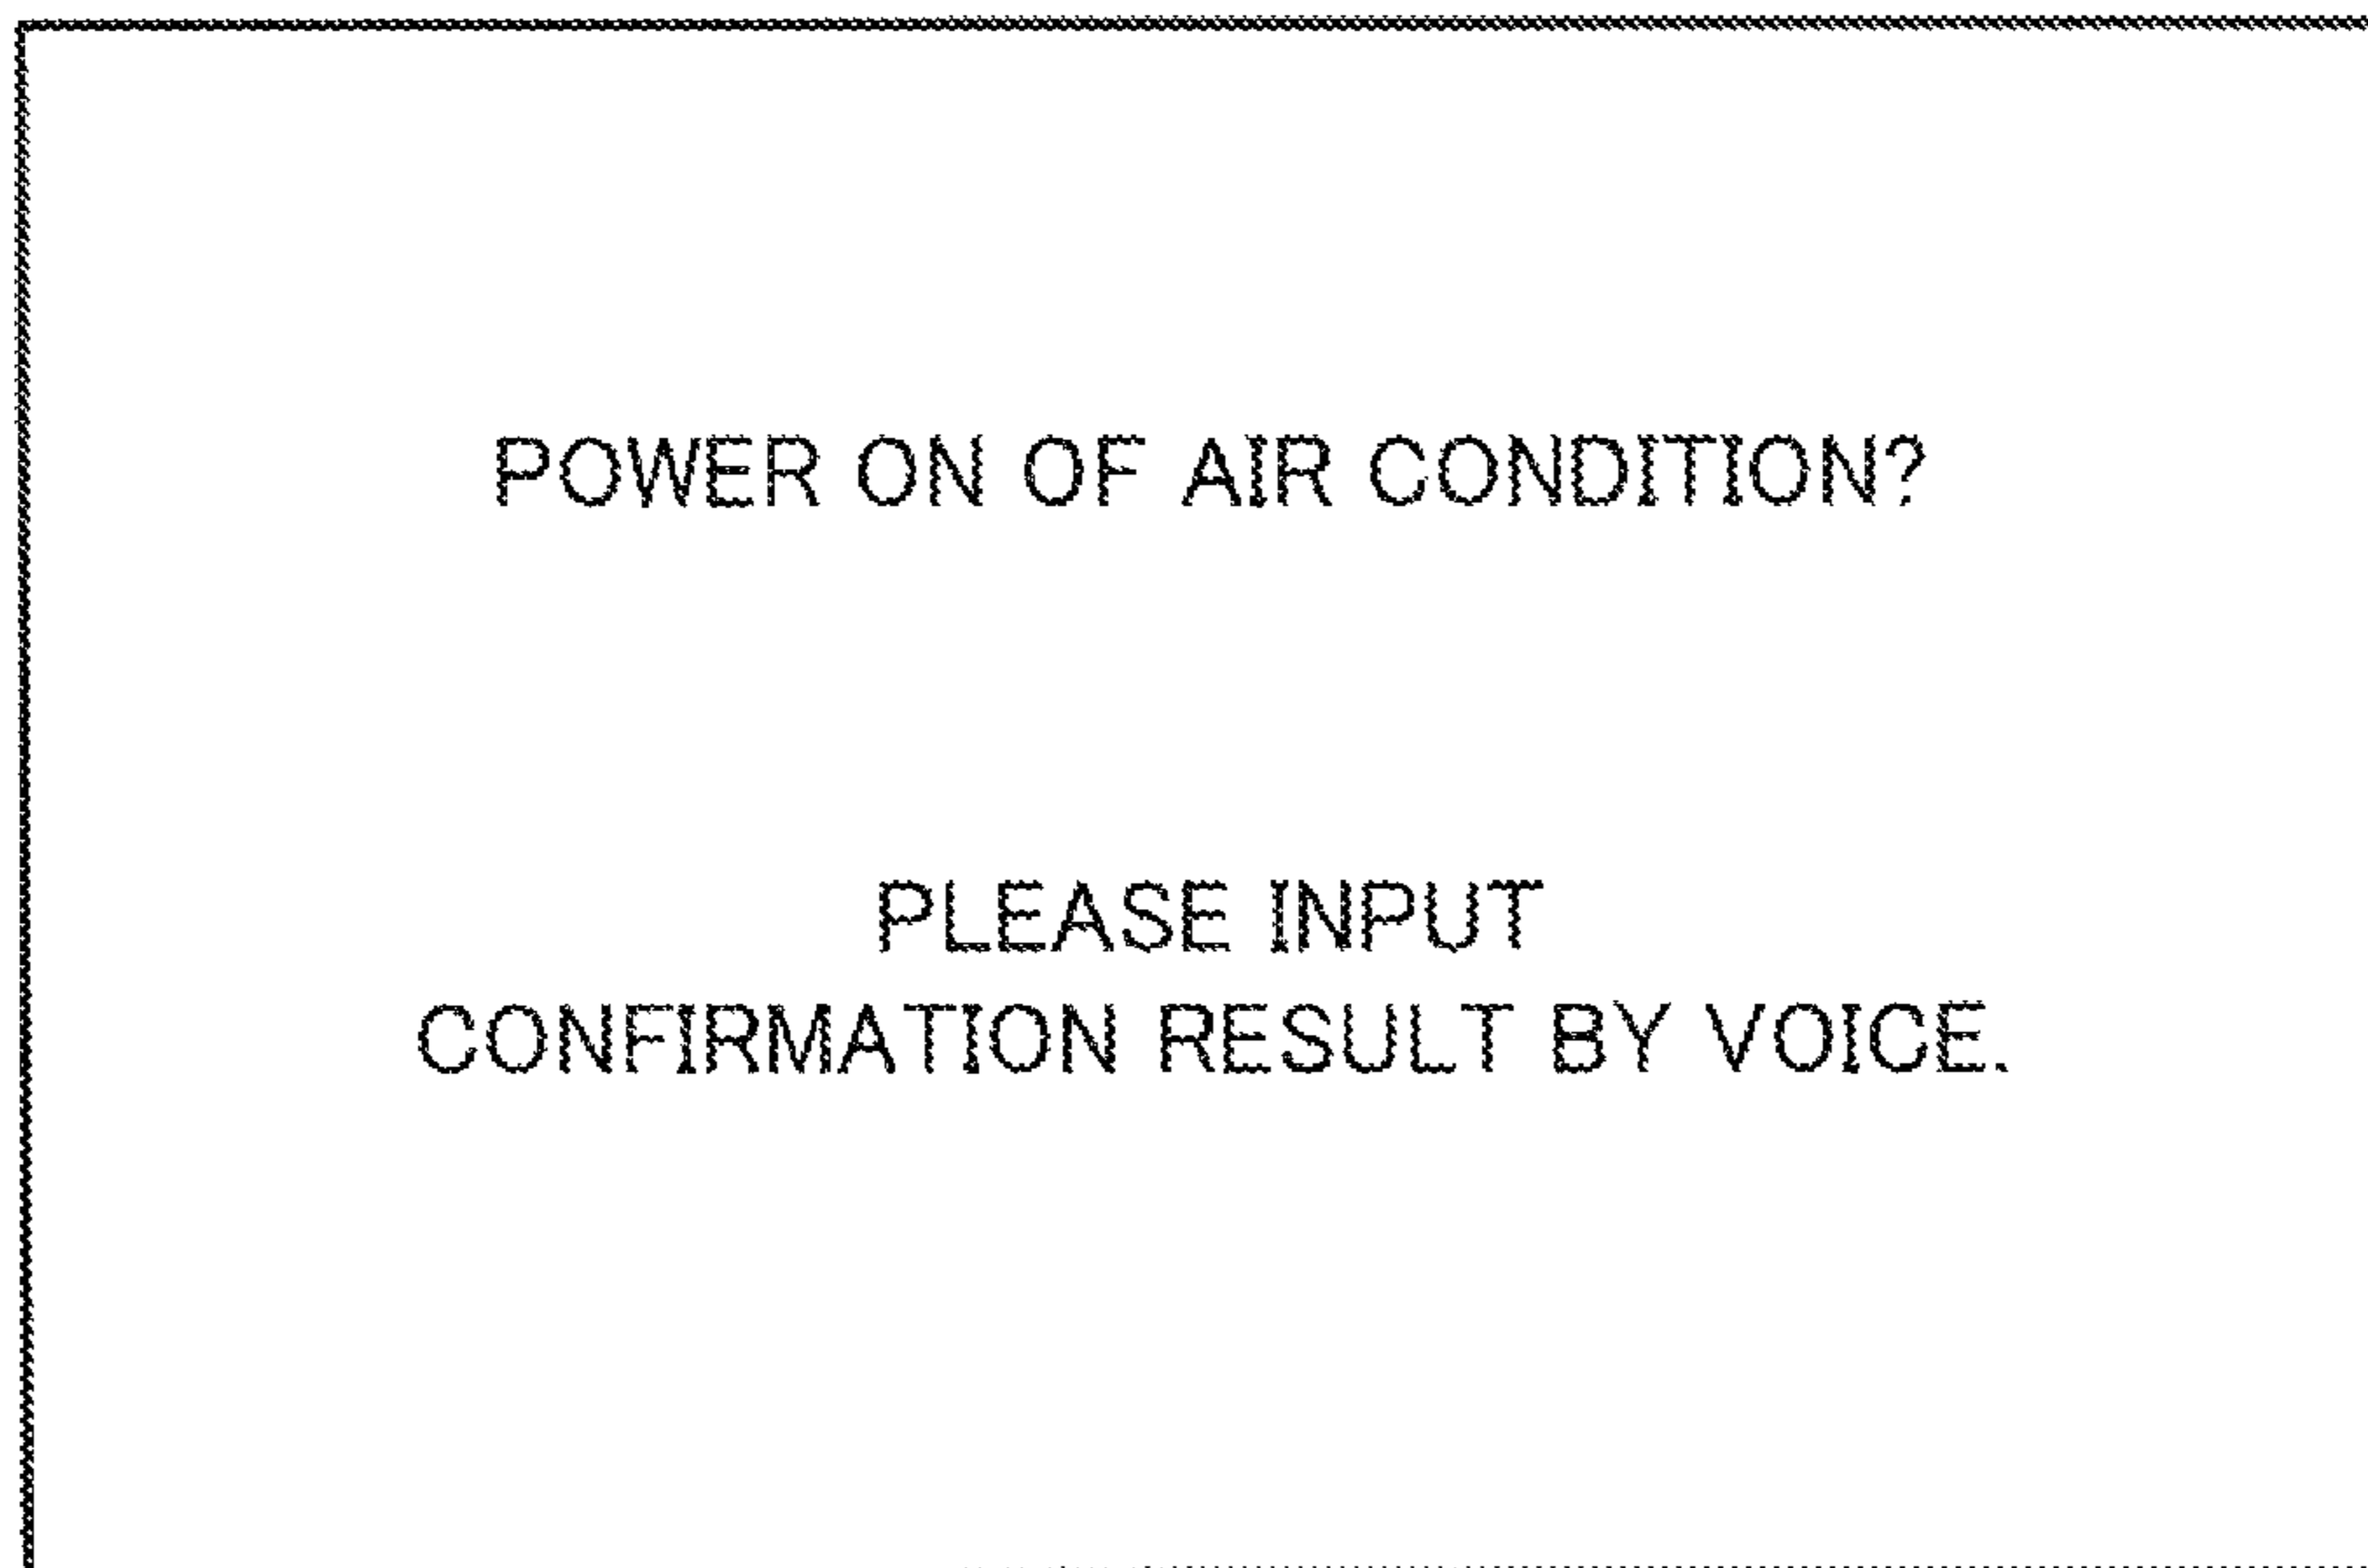 POWER ON OF AIR CONDITION?
PLEASE INPUT
CONFIRMATION RESULT BY VOICE.